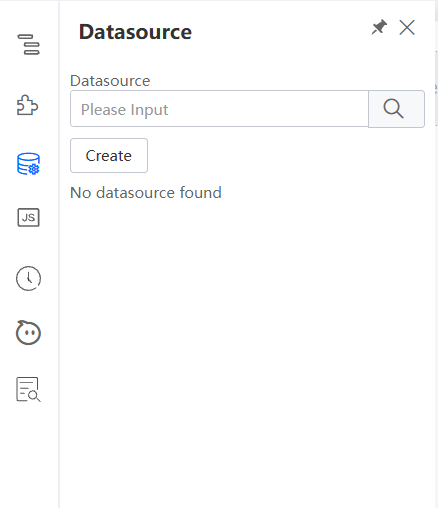 Datasource
Datasource
Please Input
Create
No datasource found
JS